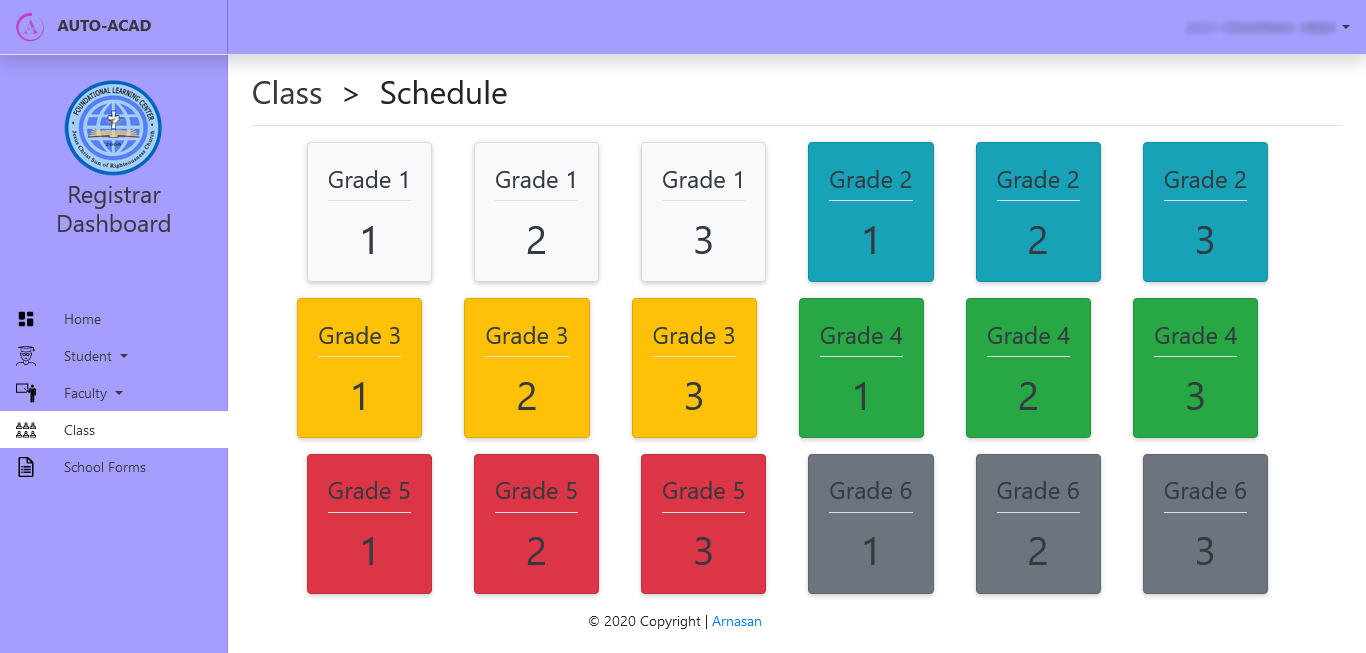 AUTO-ACAD
FOUNDATIONAL LEARNING CENTER
2000
Jesus Christ Son of Righteousness Church
Registrar
Dashboard
Home
Student
Faculty
Class
School Forms
Class > Schedule
Grade 1 Grade 1 Grade 1 Grade 2 Grade 2 Grade 2
1 2 3 1 2 3
Grade 3 Grade 3 Grade 3 Grade 4 Grade 4 Grade 4
1 2 3 1 2 3
Grade 5 Grade 5 Grade 5 Grade 6 Grade 6 Grade 6
1 2 3 1 2 3
© 2020 Copyright | Arnasan